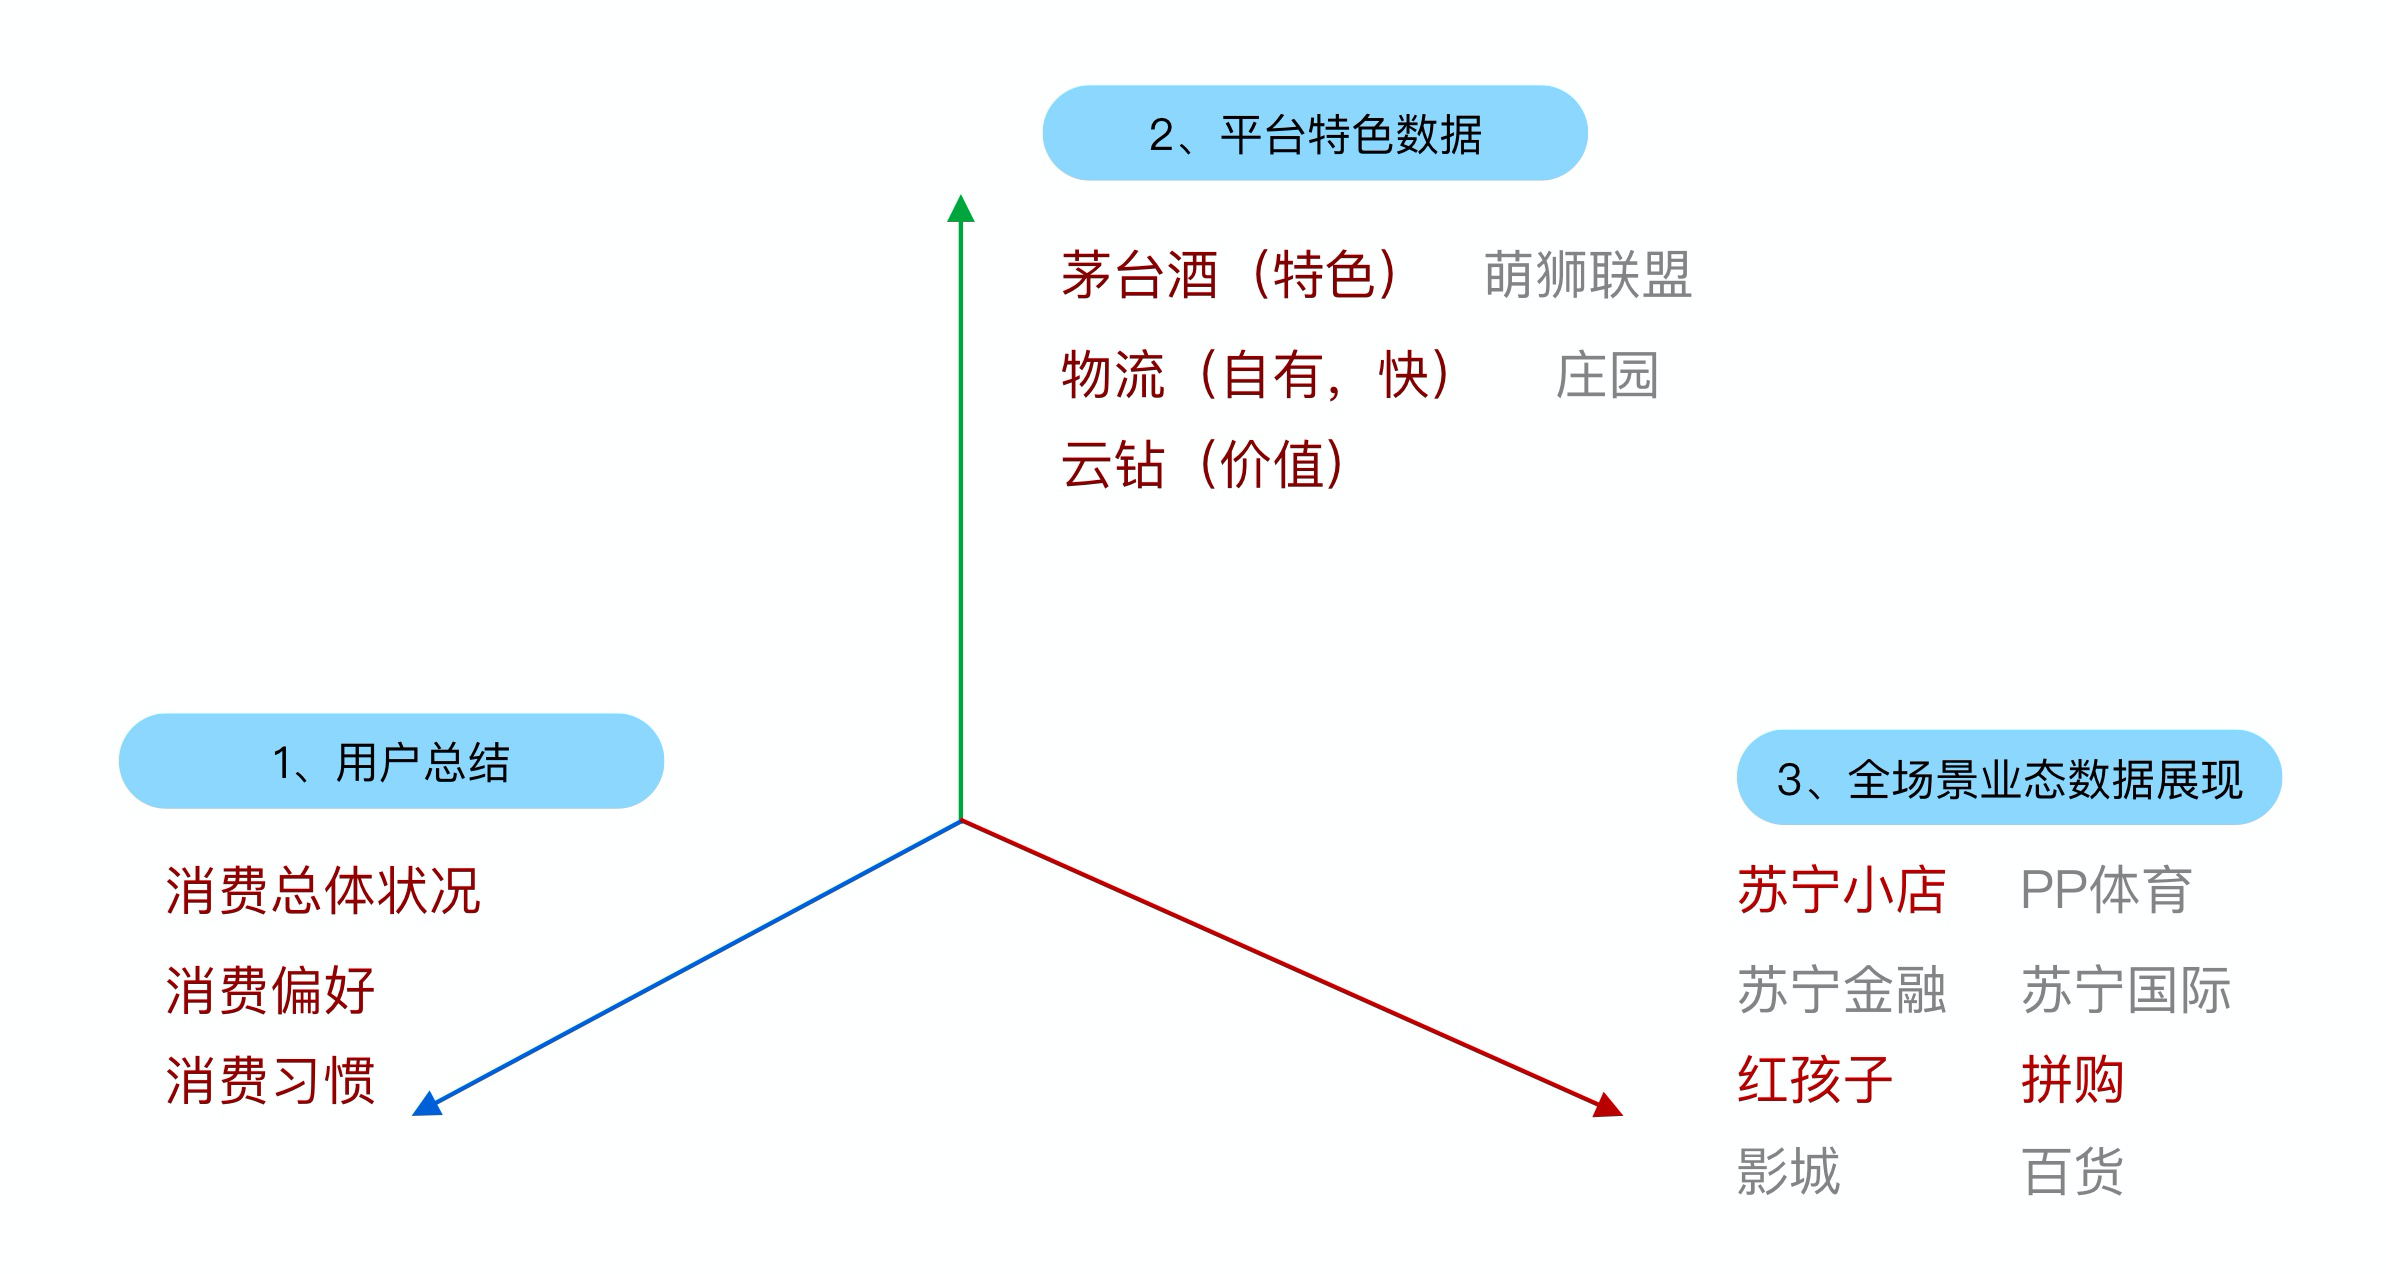 2、平台特色数据
茅台酒（特色） 萌狮联盟
物流（自有，快） 庄园
云钻（价值）
1、用户总结
消费总体状况
消费偏好
消费习惯
3、全场景业态数据展现
苏宁小店 PP体育
苏宁金融 苏宁国际
红孩子 拼购
影城 百货